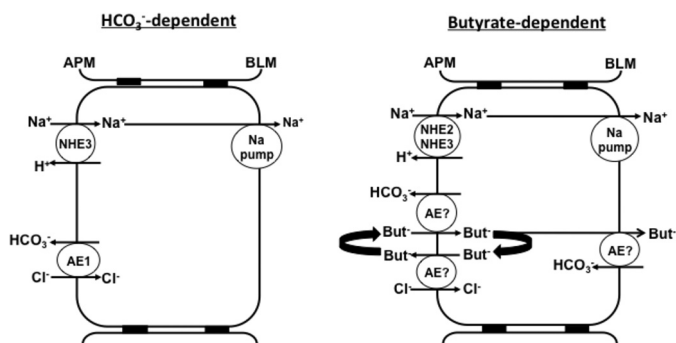 HCO₃⁻-dependent
APM
BLM
Na⁺
Na⁺
Na⁺
NHE3
Na
pump
H⁺
HCO₃⁻
AE1
Cl⁻
Cl⁻
Butyrate-dependent
APM
BLM
Na⁺
Na⁺
Na⁺
NHE2
NHE3
Na
pump
H⁺
HCO₃⁻
AE?
But⁻
But⁻
But⁻
But⁻
But⁻
AE?
HCO₃⁻
AE?
Cl⁻
Cl⁻